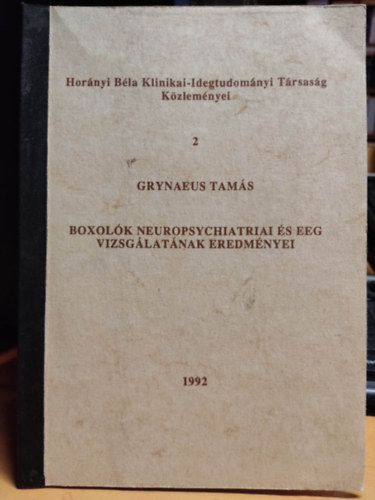 Horányi Béla Klinikai-Idegtudományi Társaság
Közleményei
2
GRYNAEUS TAMÁS
BOXOLÓK NEUROPSYCHIATRIAI ÉS EEG
VIZSGÁLATÁNAK EREDMÉNYEI
1992